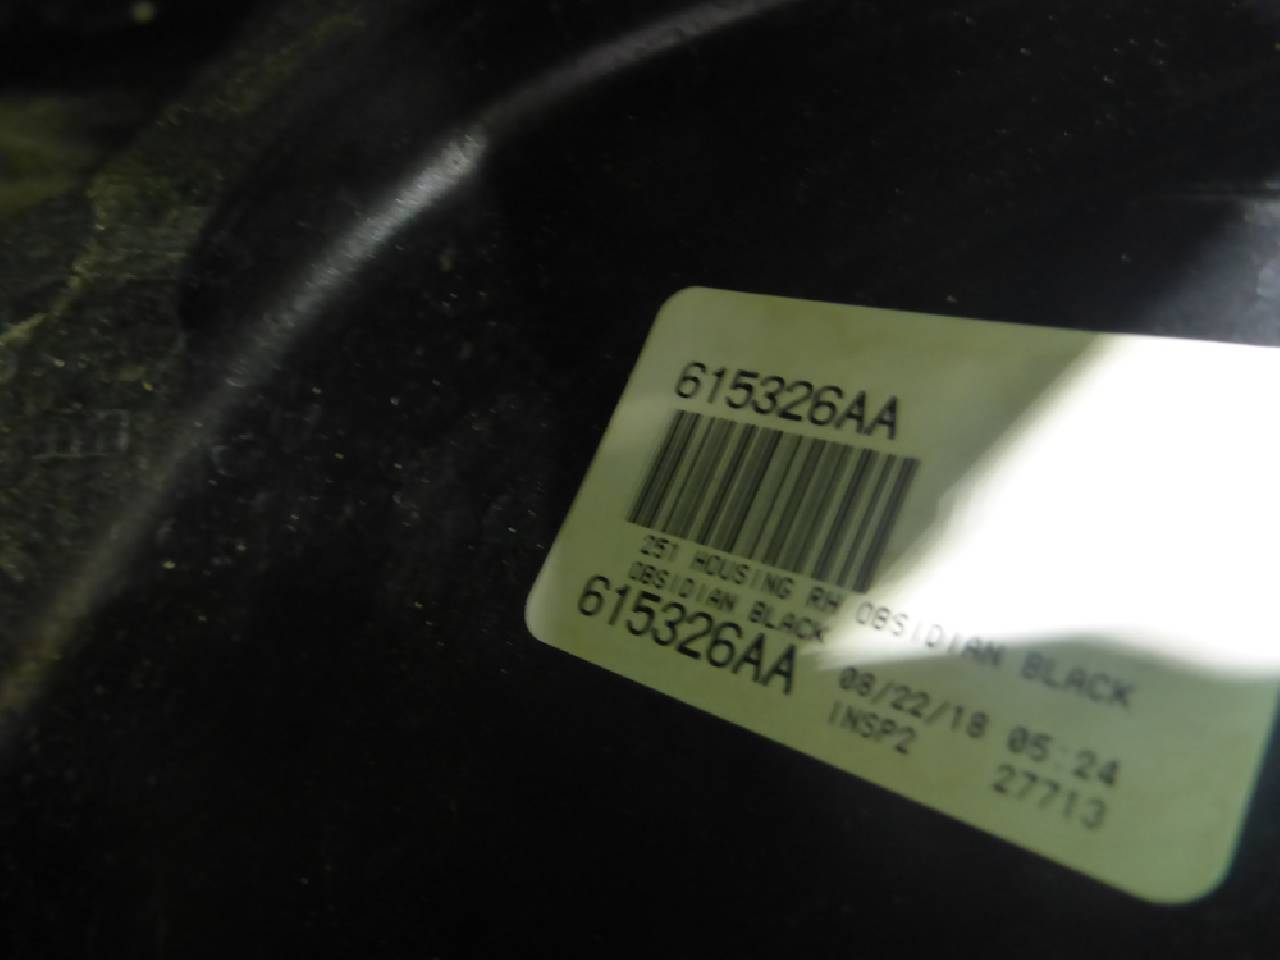 615326AA
251 HOUSING RH OBSIDIAN BLACK
OBSIDIAN BLACK
615326AA
08/22/18 05:24
INSP2
27713